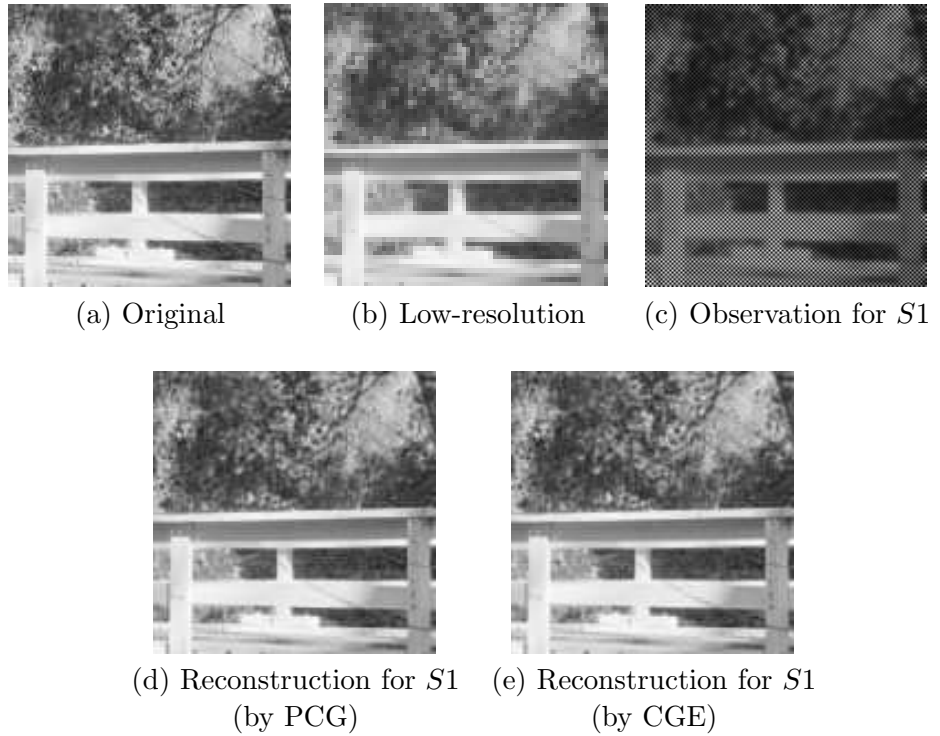 (a) Original
(b) Low-resolution
(c) Observation for S1
(d) Reconstruction for S1
(by PCG)
(e) Reconstruction for S1
(by CGE)